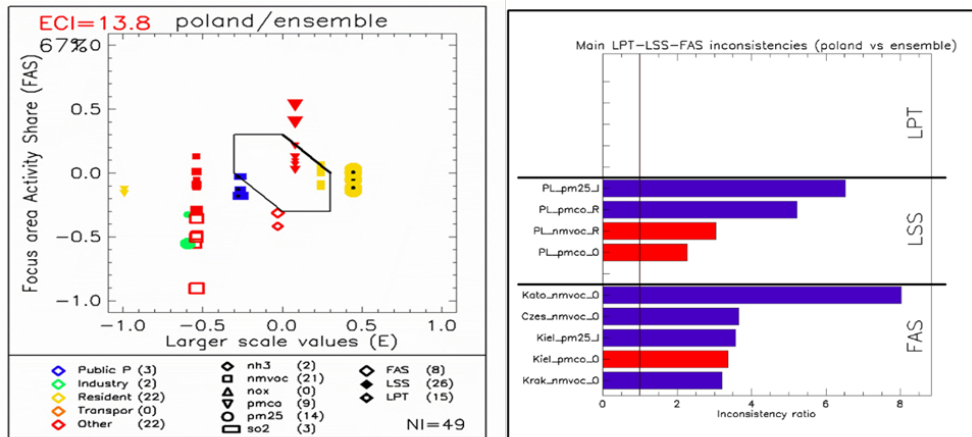 ECI=13.8 poland/ensemble
67%
Focus area Activity Share (FAS)
0.5
0.0
-0.5
-1.0
-1.0 -0.5 0.0 0.5 1.0
Larger scale values (E)
Public P (3)
Industry (2)
Resident (22)
Transpor (0)
Other (22)
nh3 (2)
nmvoc (21)
nox (0)
pmco (9)
pm25 (14)
so2 (3)
FAS (8)
LSS (26)
LPT (15)
NI=49
Main LPT-LSS-FAS inconsistencies (poland vs ensemble)
LPT
PL_pm25_I
PL_pmco_R
PL_nmvoc_R
PL_pmco_O
LSS
Kato_nmvoc_O
Czes_nmvoc_O
Kiel_pm25_I
Kiel_pmco_O
Krak_nmvoc_O
FAS
0 2 4 6 8
Inconsistency ratio